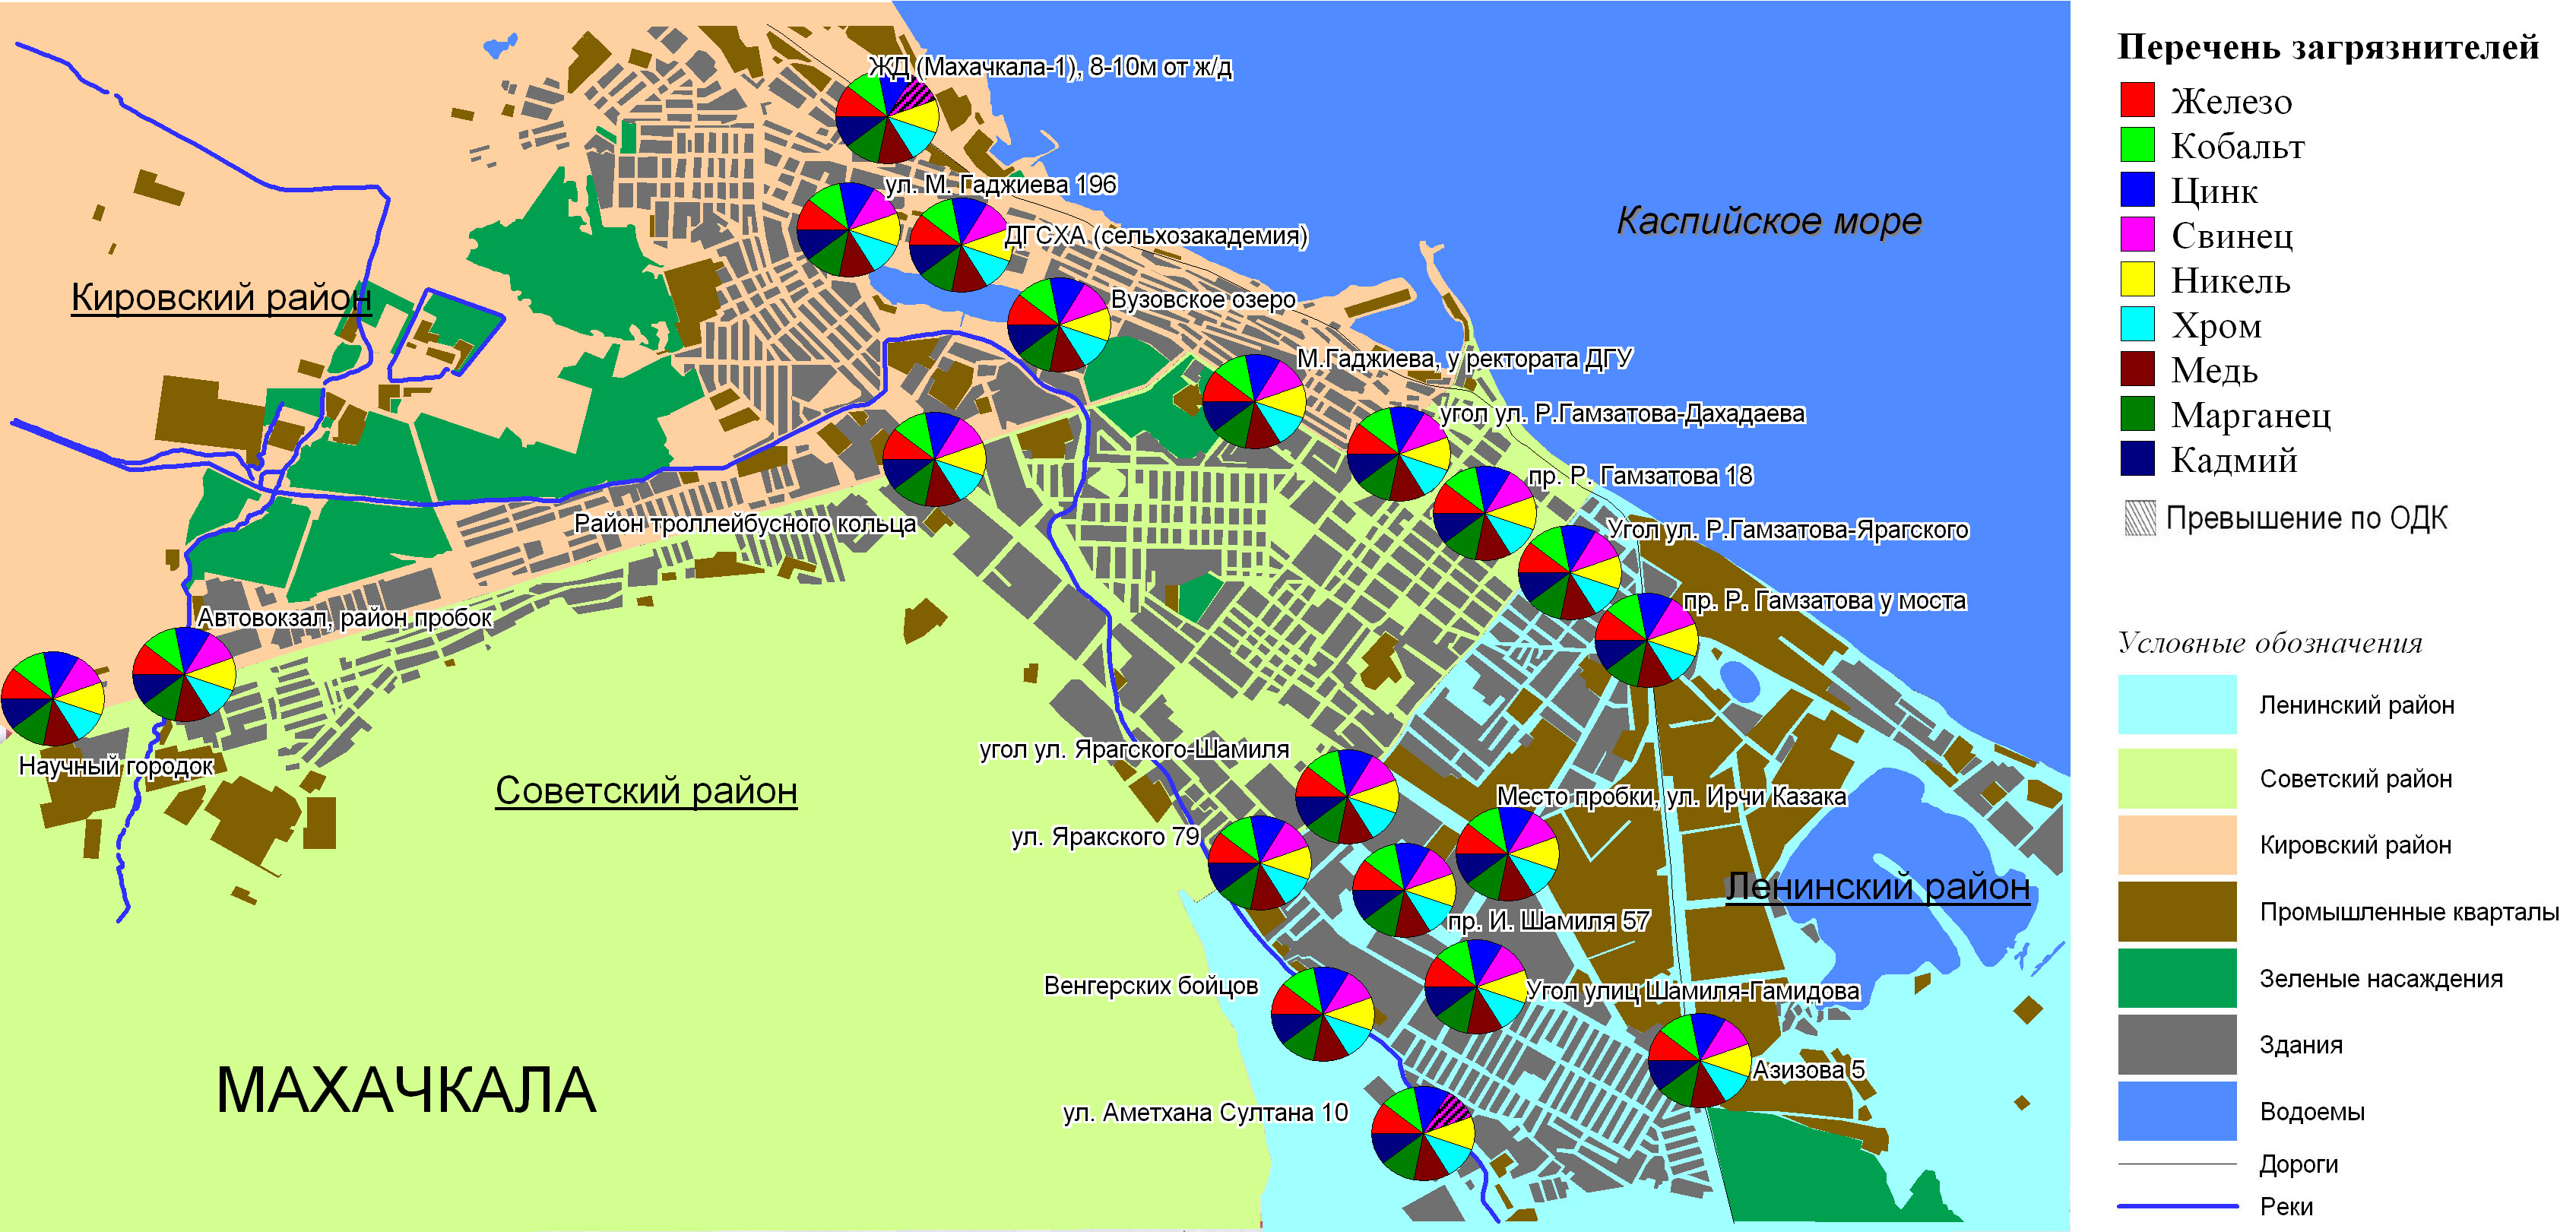 ЖД (Махачкала-1), 8-10м от ж/д
ул. М. Гаджиева 196
ДГСХА (сельхозакадемия)
Каспийское море
Кировский район
Вузовское озеро
М.Гаджиева, у ректората ДГУ
угол ул. Р.Гамзатова-Дахадаева
пр. Р. Гамзатова 18
Район троллейбусного кольца
Угол ул. Р.Гамзатова-Ярагского
пр. Р. Гамзатова у моста
Автовокзал, район пробок
Научный городок
угол ул. Ярагского-Шамиля
Советский район
Место пробки, ул. Ирчи Казака
ул. Яракского 79
Ленинский район
пр. И. Шамиля 57
Венгерских бойцов
Угол улиц Шамиля-Гамидова
Азизова 5
МАХАЧКАЛА
ул. Аметхана Султана 10
Перечень загрязнителей
Железо
Кобальт
Цинк
Свинец
Никель
Хром
Медь
Марганец
Кадмий
Превышение по ОДК
Условные обозначения
Ленинский район
Советский район
Кировский район
Промышленные кварталы
Зеленые насаждения
Здания
Водоемы
Дороги
Реки